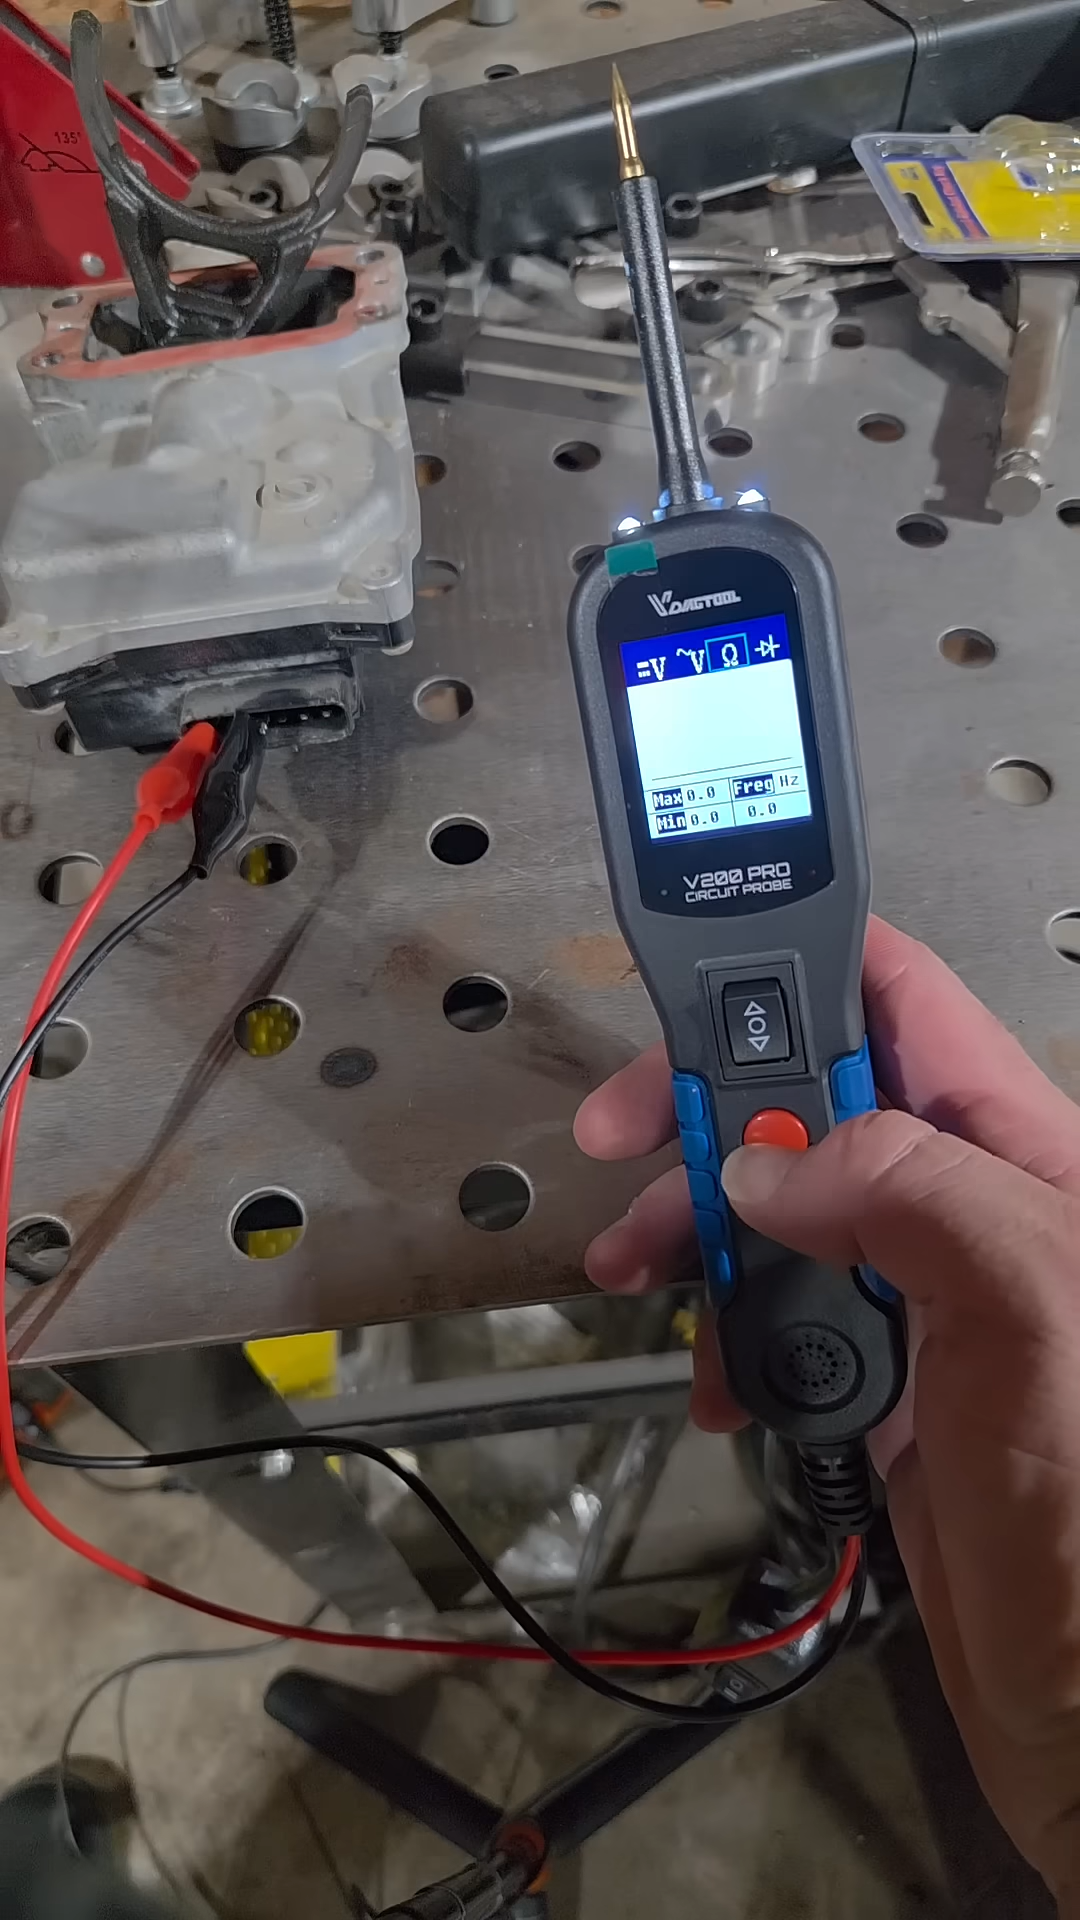 135°
VDIAGTOOL
=V ~V Ω
Max 0.0 Freq Hz
Min 0.0 0.0
V200 PRO
CIRCUIT PROBE